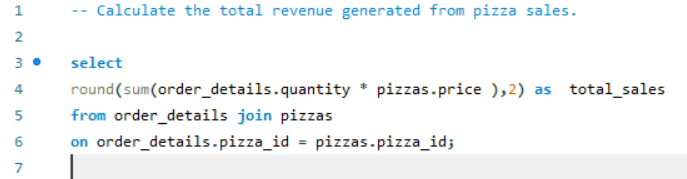 1 -- Calculate the total revenue generated from pizza sales.
2
3 select
4 round(sum(order_details.quantity * pizzas.price ),2) as  total_sales
5 from order_details join pizzas
6 on order_details.pizza_id = pizzas.pizza_id;
7